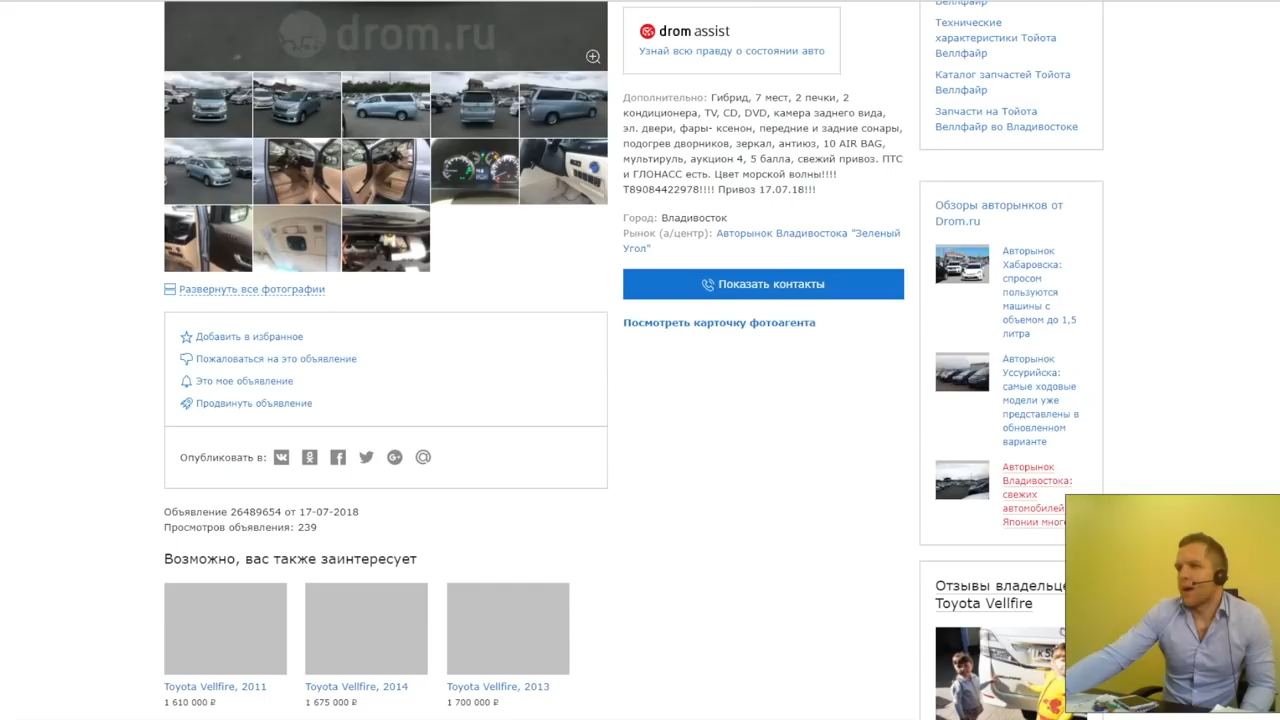 drom.ru
drom assist
Узнай всю правду о состоянии авто
Дополнительно: Гибрид, 7 мест, 2 печки, 2
кондиционера, TV, CD, DVD, камера заднего вида,
эл. двери, фары- ксенон, передние и задние сонары,
подогрев дворников, зеркал, антиюз, 10 AIR BAG,
мультируль, аукцион 4, 5 балла, свежий привоз. ПТС
и ГЛОНАСС есть. Цвет морской волны!!!!
Т89084422978!!!! Привоз 17.07.18!!!
Город: Владивосток
Рынок (а/центр): Авторынок Владивостока "Зеленый
Угол"
Показать контакты
Посмотреть карточку фотоагента
Развернуть все фотографии
Добавить в избранное
Пожаловаться на это объявление
Это мое объявление
Продвинуть объявление
Опубликовать в:
Объявление 26489654 от 17-07-2018
Просмотров объявления: 239
Возможно, вас также заинтересует
Toyota Vellfire, 2011
1 610 000 ₽
Toyota Vellfire, 2014
1 675 000 ₽
Toyota Vellfire, 2013
1 700 000 ₽
Веллфайр
Технические
характеристики Тойота
Веллфайр
Каталог запчастей Тойота
Веллфайр
Запчасти на Тойота
Веллфайр во Владивостоке
Обзоры авторынков от
Drom.ru
Авторынок
Хабаровска:
спросом
пользуются
машины с
объемом до 1,5
литра
Авторынок
Уссурийска:
самые ходовые
модели уже
представлены в
обновленном
варианте
Авторынок
Владивостока:
свежих
автомобилей
Японии мног
Отзывы владельце
Toyota Vellfire